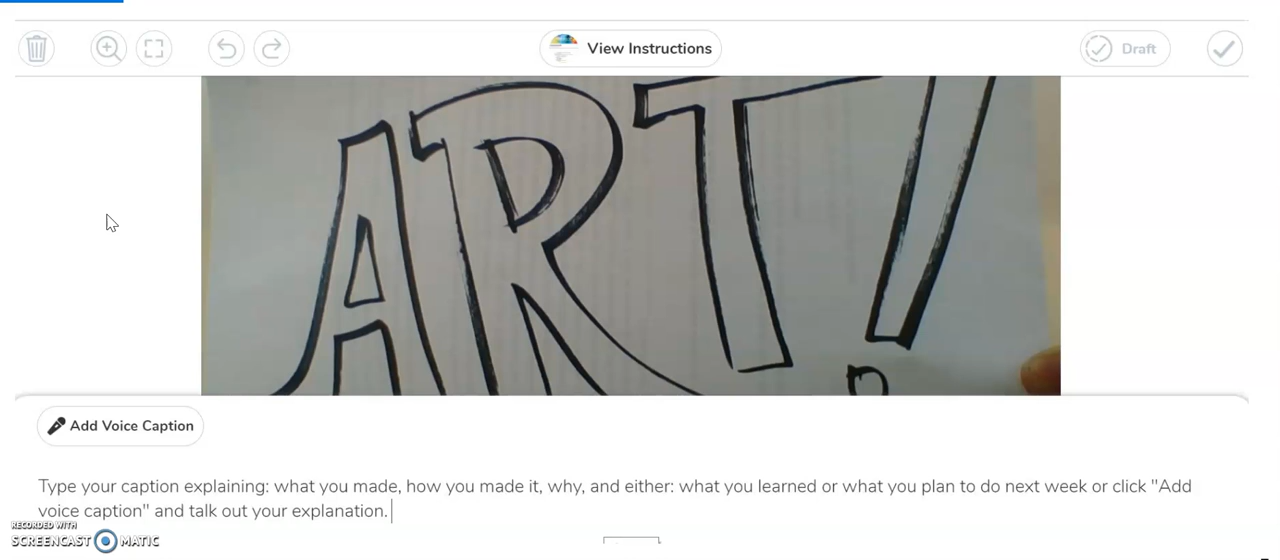 View Instructions
Draft
ART!
Add Voice Caption
Type your caption explaining: what you made, how you made it, why, and either: what you learned or what you plan to do next week or click "Add
voice caption" and talk out your explanation.
RECORDED WITH
SCREENCAST MATIC